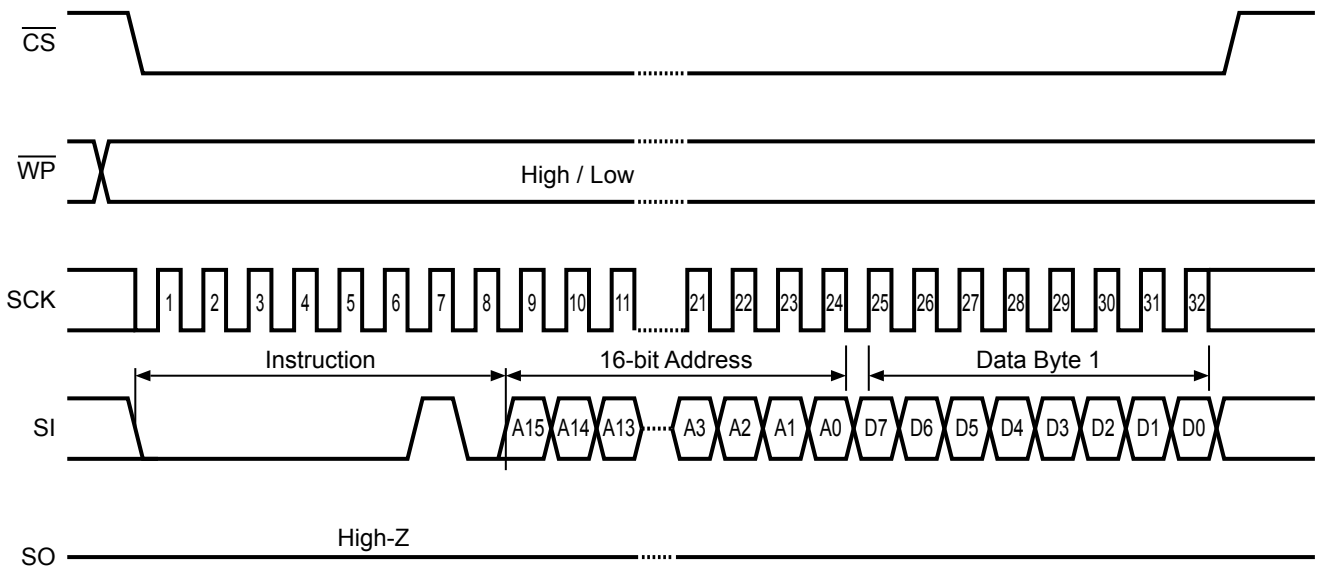 CS
WP
High / Low
SCK
1 2 3 4 5 6 7 8 9 10 11 21 22 23 24 25 26 27 28 29 30 31 32
Instruction 16-bit Address Data Byte 1
SI
A15 A14 A13 A3 A2 A1 A0 D7 D6 D5 D4 D3 D2 D1 D0
High-Z
SO